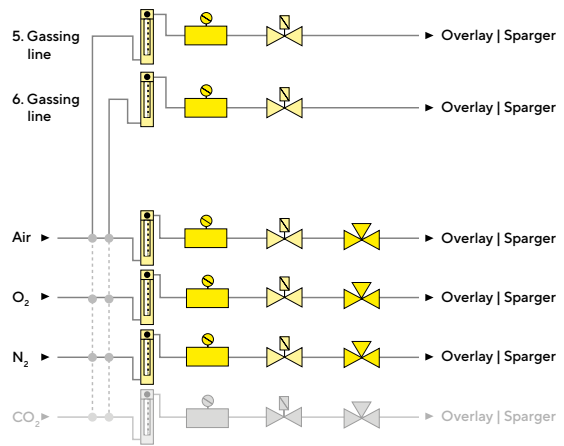 5. Gassing line Overlay | Sparger
6. Gassing line Overlay | Sparger
Air Overlay | Sparger
O₂ Overlay | Sparger
N₂ Overlay | Sparger
CO₂ Overlay | Sparger